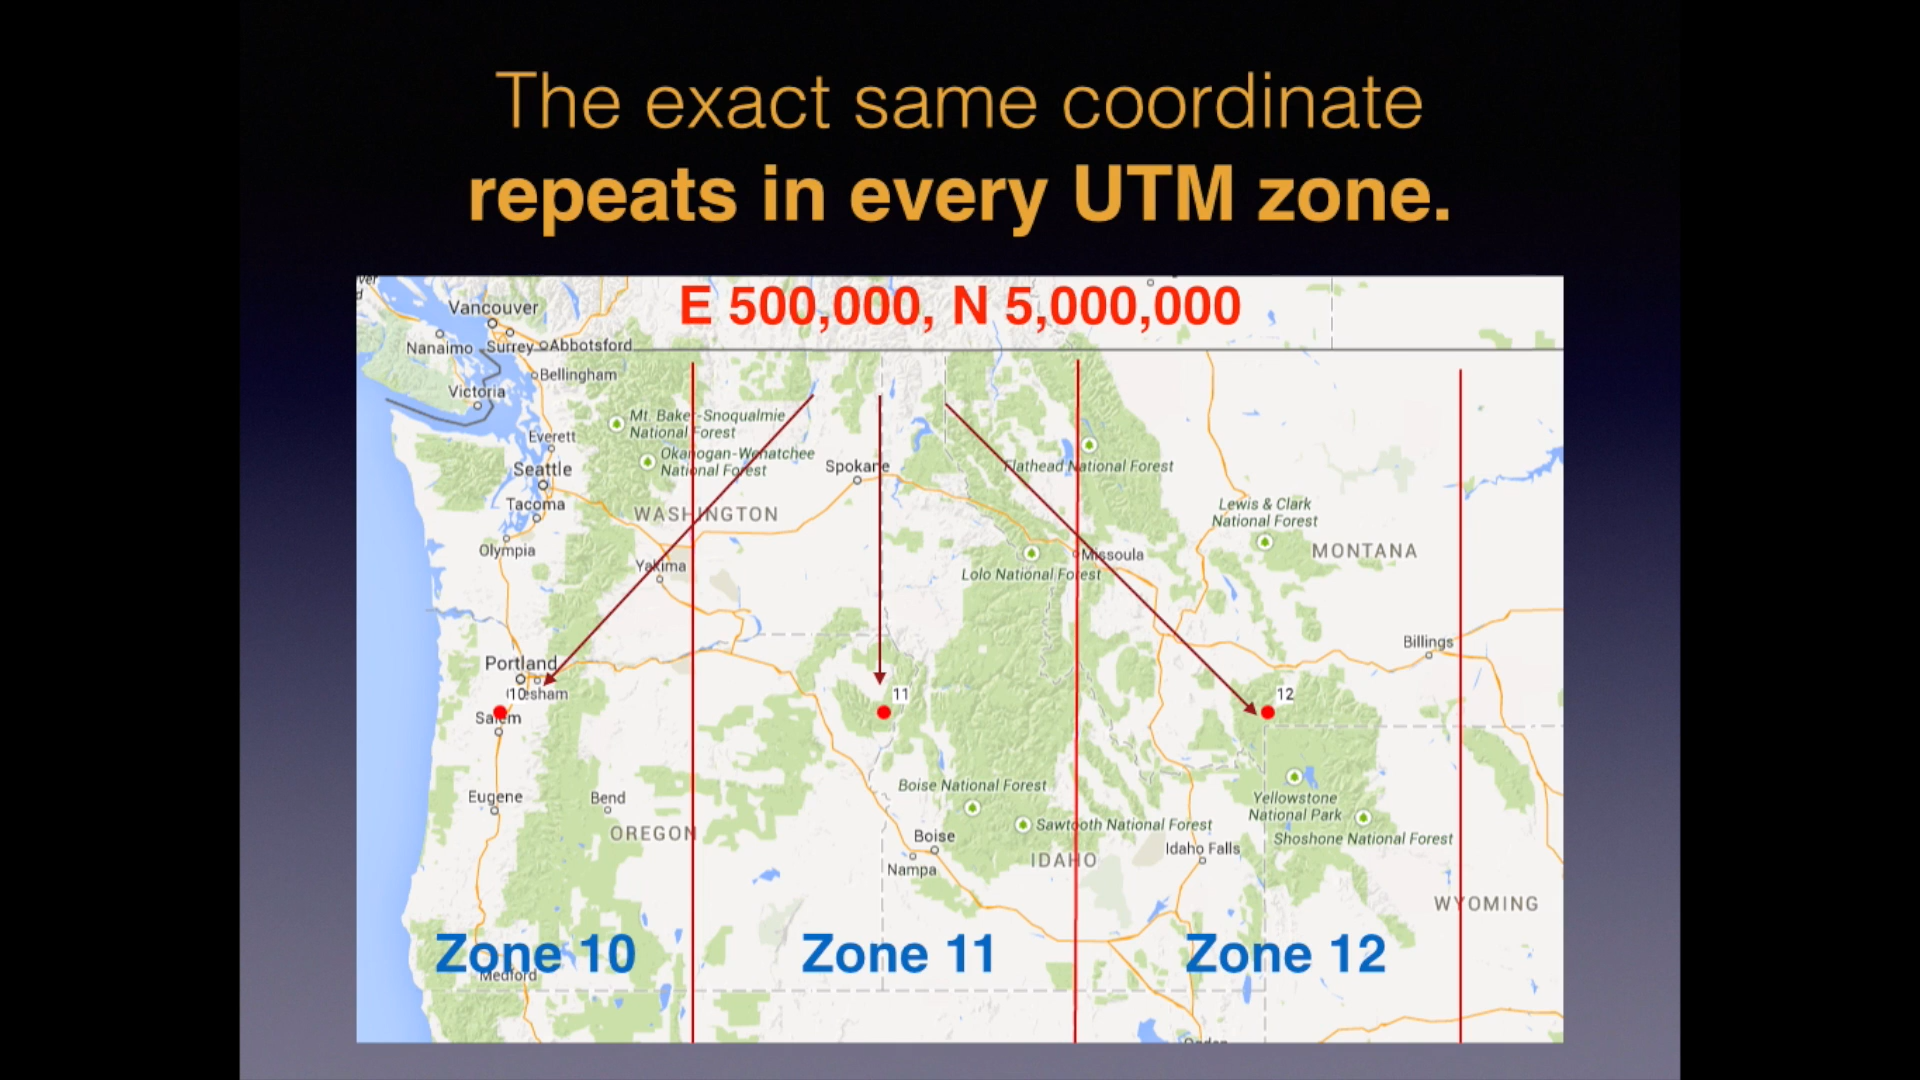 The exact same coordinate
repeats in every UTM zone.
E 500,000, N 5,000,000
Vancouver
Nanaimo
Surrey
Abbotsford
Bellingham
Victoria
Mt. Baker-Snoqualmie
National Forest
Everett
Okanogan-Wenatchee
National Forest
Seattle
Spokane
Flathead National Forest
Tacoma
WASHINGTON
Lewis & Clark
National Forest
Olympia
MONTANA
Missoula
Yakima
Lolo National Forest
Billings
Portland
10
11
12
Salem
Boise National Forest
Eugene
Bend
Yellowstone
National Park
OREGON
Sawtooth National Forest
Shoshone National Forest
Boise
Idaho Falls
IDAHO
Nampa
WYOMING
Zone 10
Zone 11
Zone 12
Medford